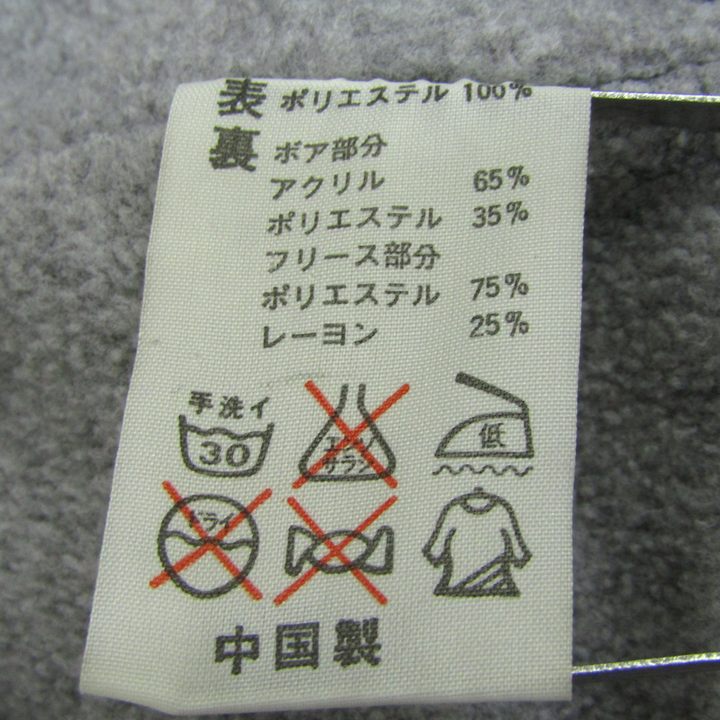 表 ポリエステル 100%
裏 ボア部分
アクリル 65%
ポリエステル 35%
フリース部分
ポリエステル 75%
レーヨン 25%
手洗イ
30
エンソ
サラシ
低
ドライ
中国製